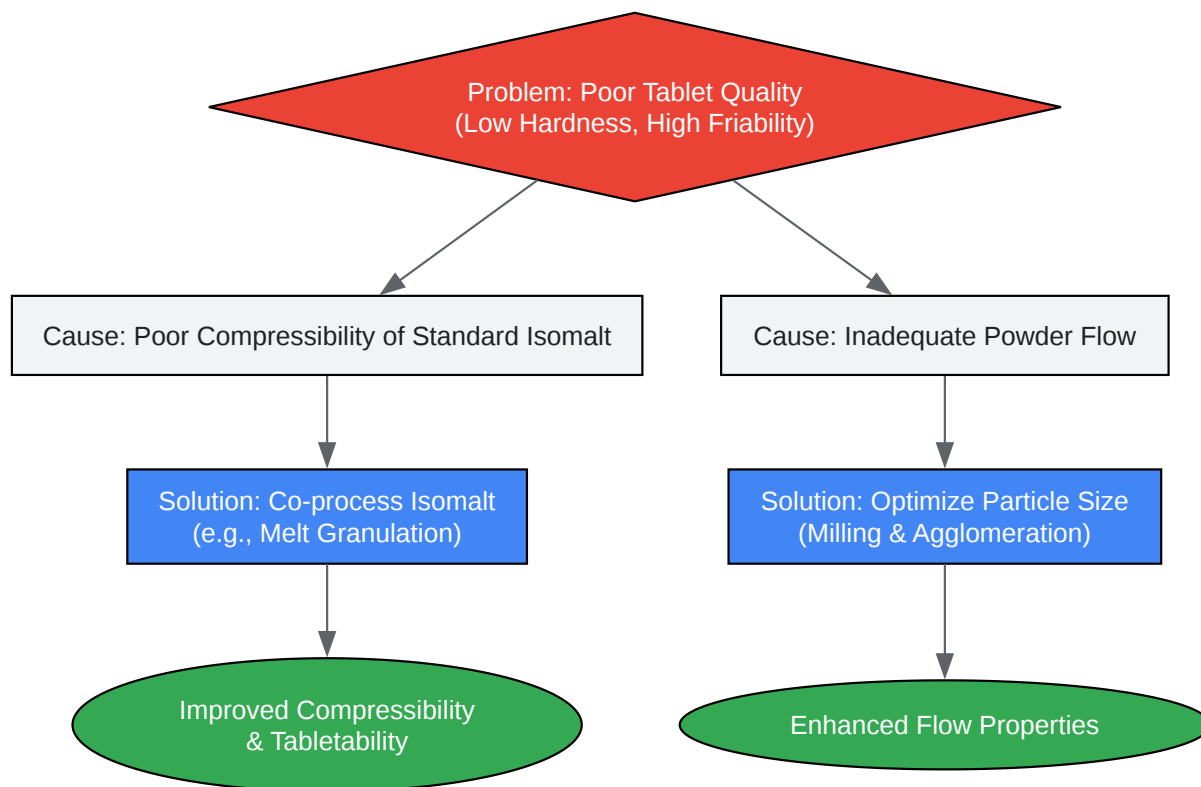 Problem: Poor Tablet Quality
(Low Hardness, High Friability)
Cause: Poor Compressibility of Standard Isomalt
Cause: Inadequate Powder Flow
Solution: Co-process Isomalt
(e.g., Melt Granulation)
Solution: Optimize Particle Size
(Milling & Agglomeration)
Improved Compressibility
& Tabletability
Enhanced Flow Properties